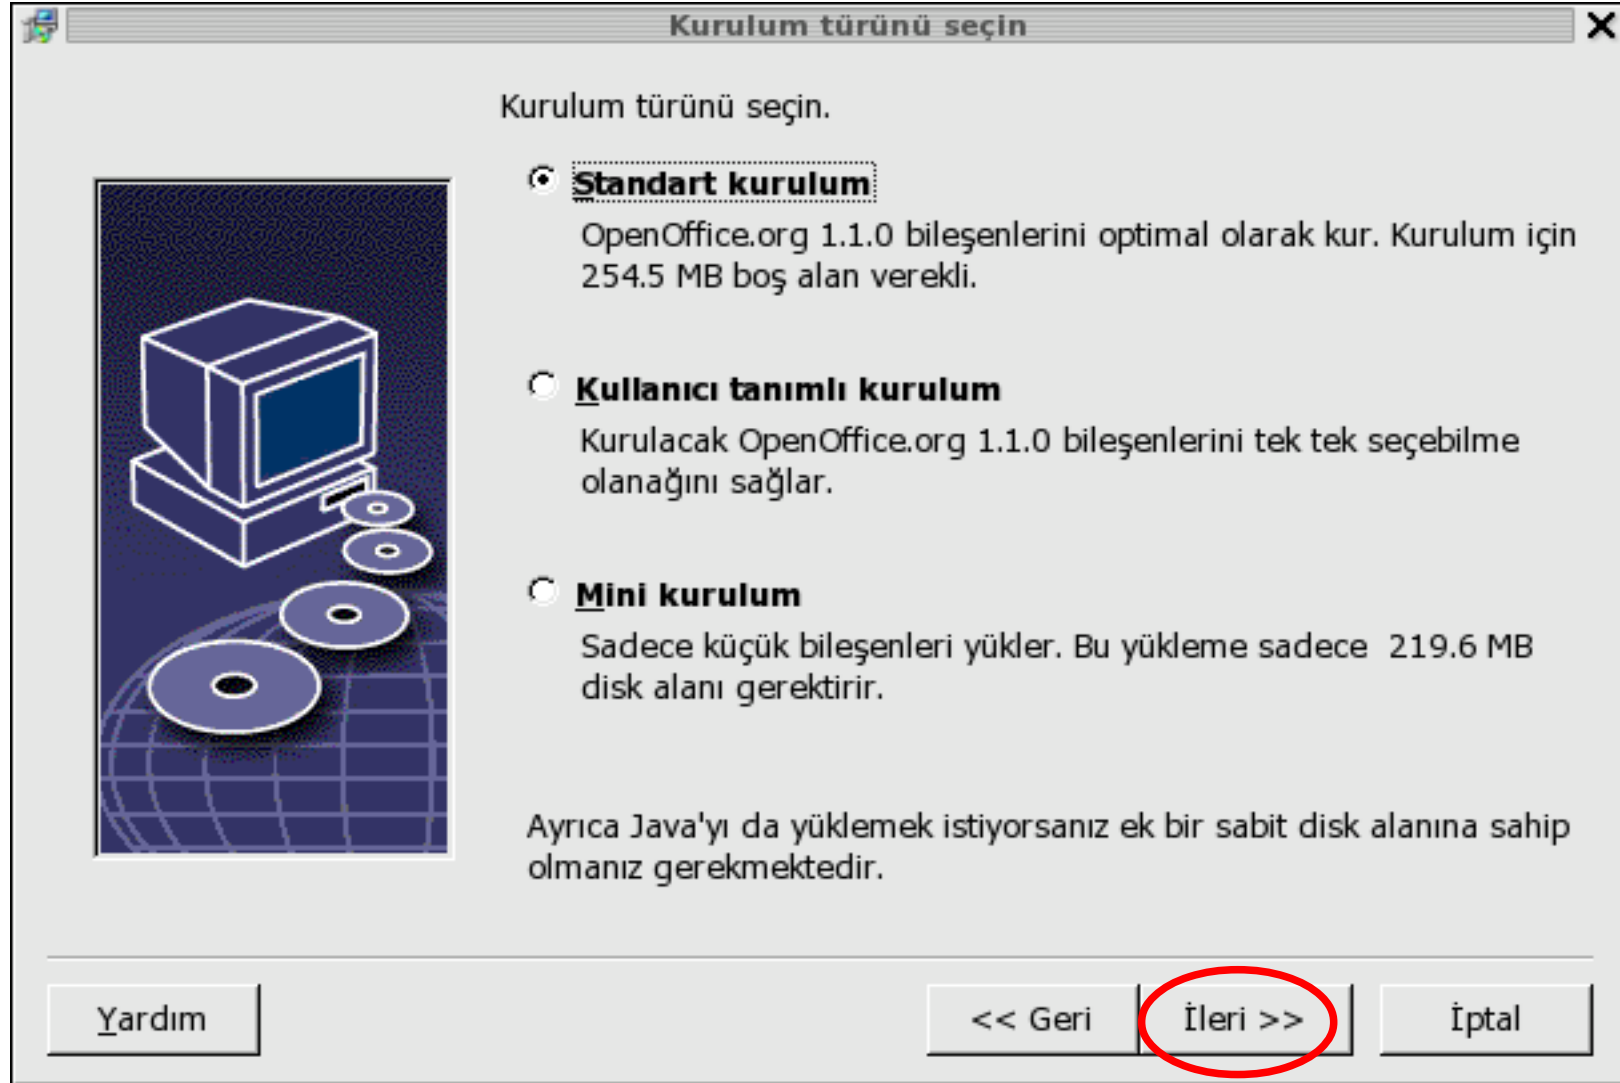 Kurulum türünü seçin
Kurulum türünü seçin.
Standart kurulum
OpenOffice.org 1.1.0 bileşenlerini optimal olarak kur. Kurulum için
254.5 MB boş alan verekli.
Kullanıcı tanımlı kurulum
Kurulacak OpenOffice.org 1.1.0 bileşenlerini tek tek seçebilme
olanağını sağlar.
Mini kurulum
Sadece küçük bileşenleri yükler. Bu yükleme sadece  219.6 MB
disk alanı gerektirir.
Ayrıca Java'yı da yüklemek istiyorsanız ek bir sabit disk alanına sahip
olmanız gerekmektedir.
Yardım
<< Geri
İleri >>
İptal